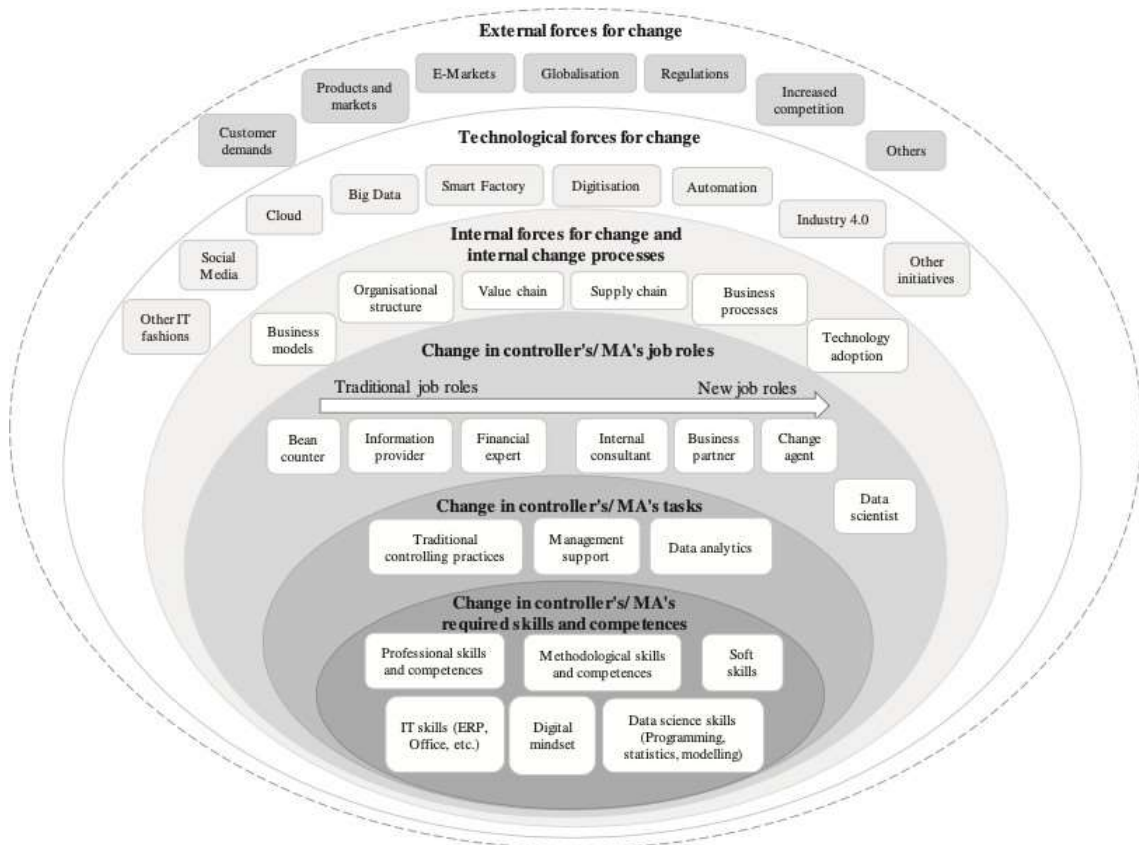 External forces for change
E-Markets
Globalisation
Regulations
Products and
markets
Increased
competition
Customer
demands
Others
Technological forces for change
Smart Factory
Digitisation
Automation
Big Data
Cloud
Industry 4.0
Social
Media
Other
initiatives
Other IT
fashions
Internal forces for change and
internal change processes
Organisational
structure
Value chain
Supply chain
Business
processes
Business
models
Technology
adoption
Change in controller's/ MA's job roles
Traditional job roles
New job roles
Bean
counter
Information
provider
Financial
expert
Internal
consultant
Business
partner
Change
agent
Data
scientist
Change in controller's/ MA's tasks
Traditional
controlling practices
Management
support
Data analytics
Change in controller's/ MA's
required skills and competences
Professional skills
and competences
Methodological skills
and competences
Soft
skills
IT skills (ERP,
Office, etc.)
Digital
mindset
Data science skills
(Programming,
statistics, modelling)